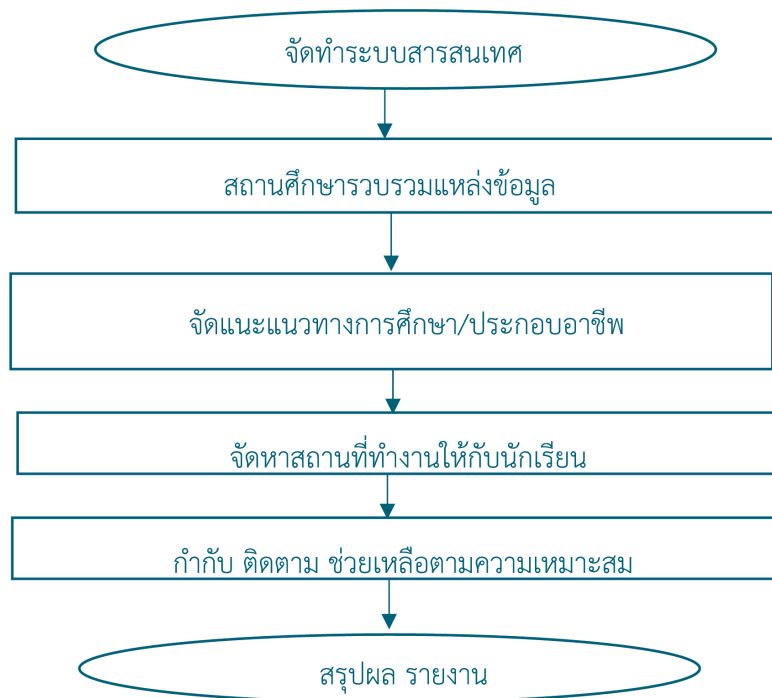 จัดทำระบบสารสนเทศ
สถานศึกษารวบรวมแหล่งข้อมูล
จัดแนะแนวทางการศึกษา/ประกอบอาชีพ
จัดหาสถานที่ทำงานให้กับนักเรียน
กำกับ ติดตาม ช่วยเหลือตามความเหมาะสม
สรุปผล รายงาน